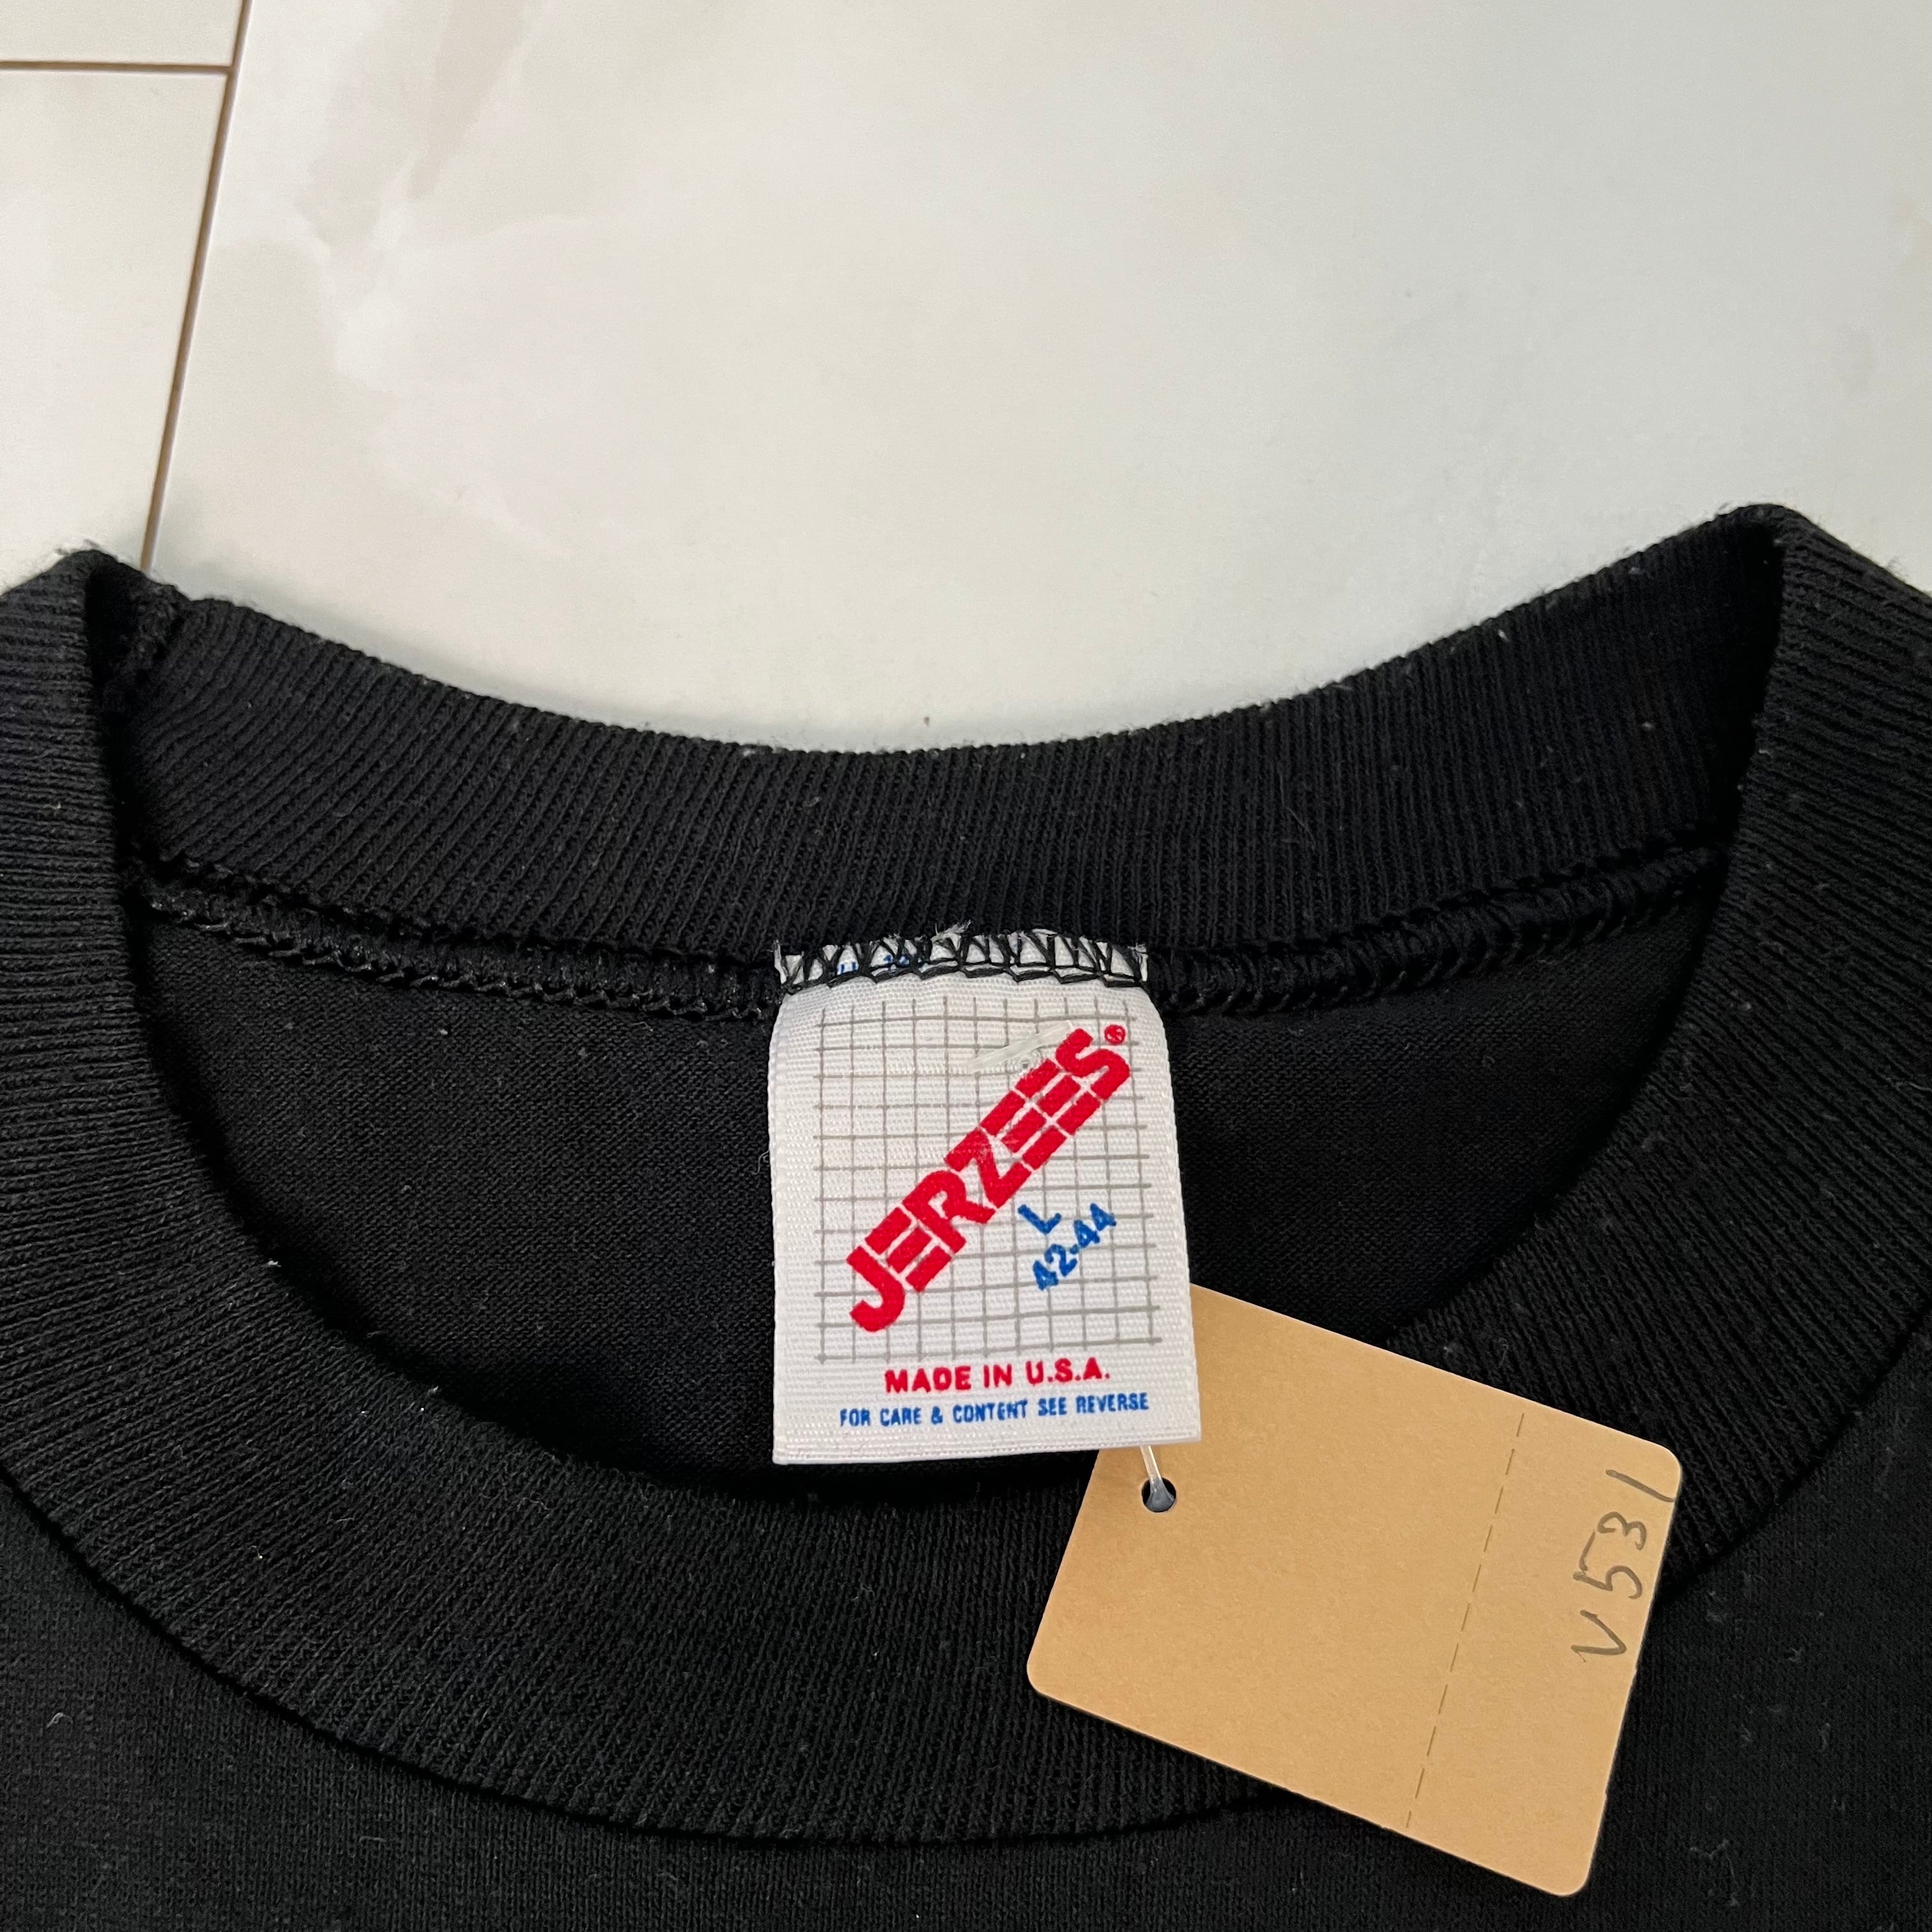 JERZEES®
L
42-44
MADE IN U.S.A.
FOR CARE & CONTENT SEE REVERSE
V531